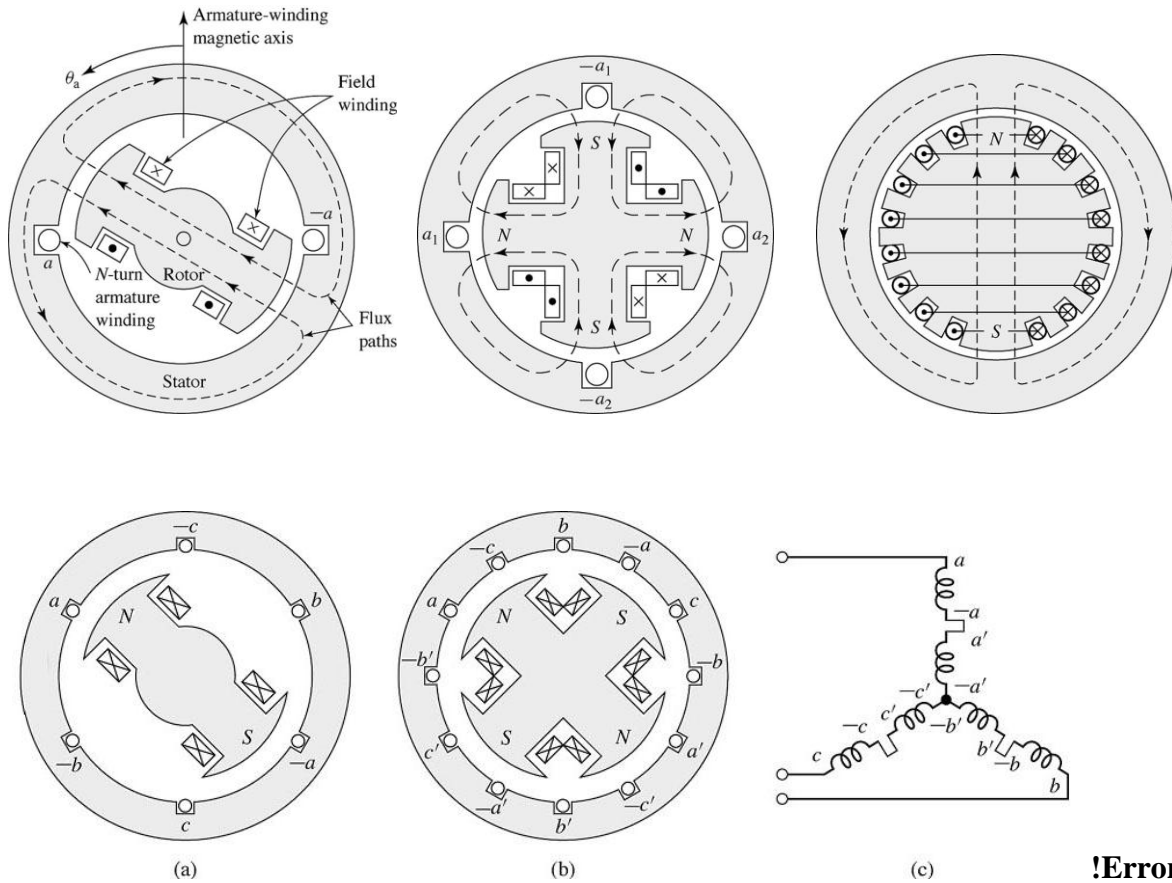 Armature-winding
magnetic axis
θa
Field
winding
−a
a
N-turn
armature
winding
Rotor
Flux
paths
Stator
−a1
S
a1
N
N
a2
S
−a2
N
S
−c
a
N
b
−b
S
−a
c
(a)
b
−c
−a
a
N
S
c
−b′
−b
c′
S
N
a′
−a′
−c′
b′
(b)
a
−a
a′
−a′
−c′
c′
−c
c
−b′
b′
−b
b
(c)
!Error